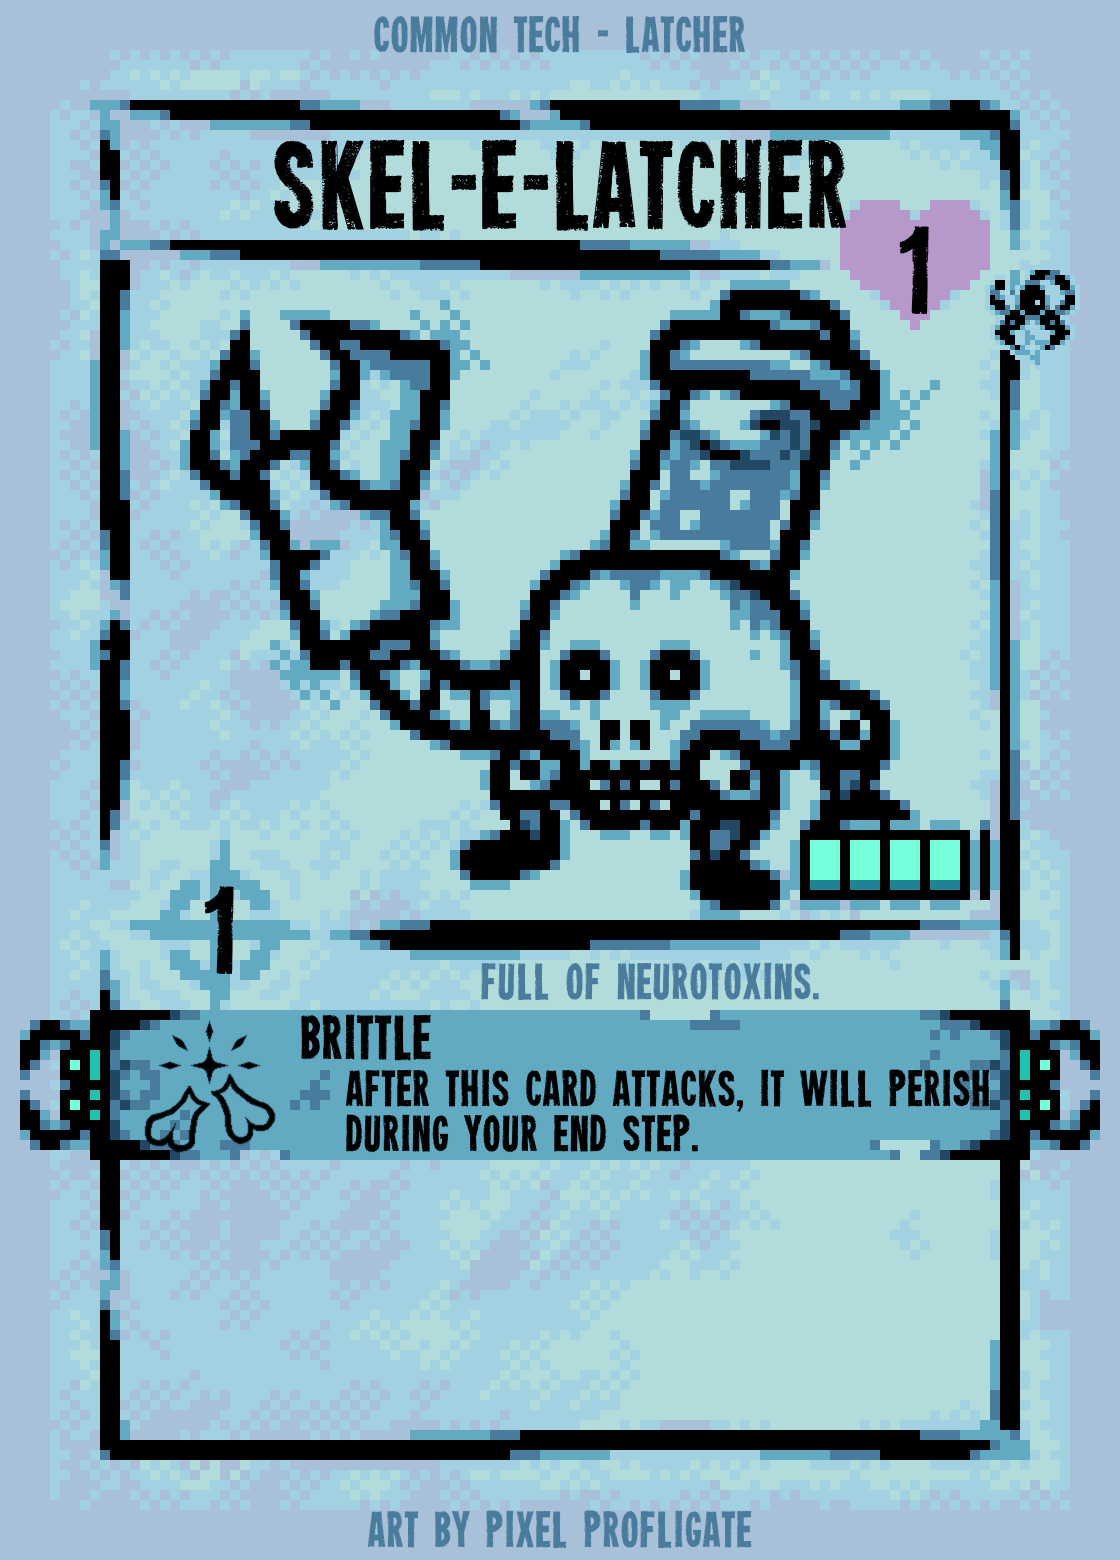 COMMON TECH - LATCHER
SKEL-E-LATCHER
1
1
FULL OF NEUROTOXINS.
BRITTLE
AFTER THIS CARD ATTACKS, IT WILL PERISH
DURING YOUR END STEP.
ART BY PIXEL PROFLIGATE